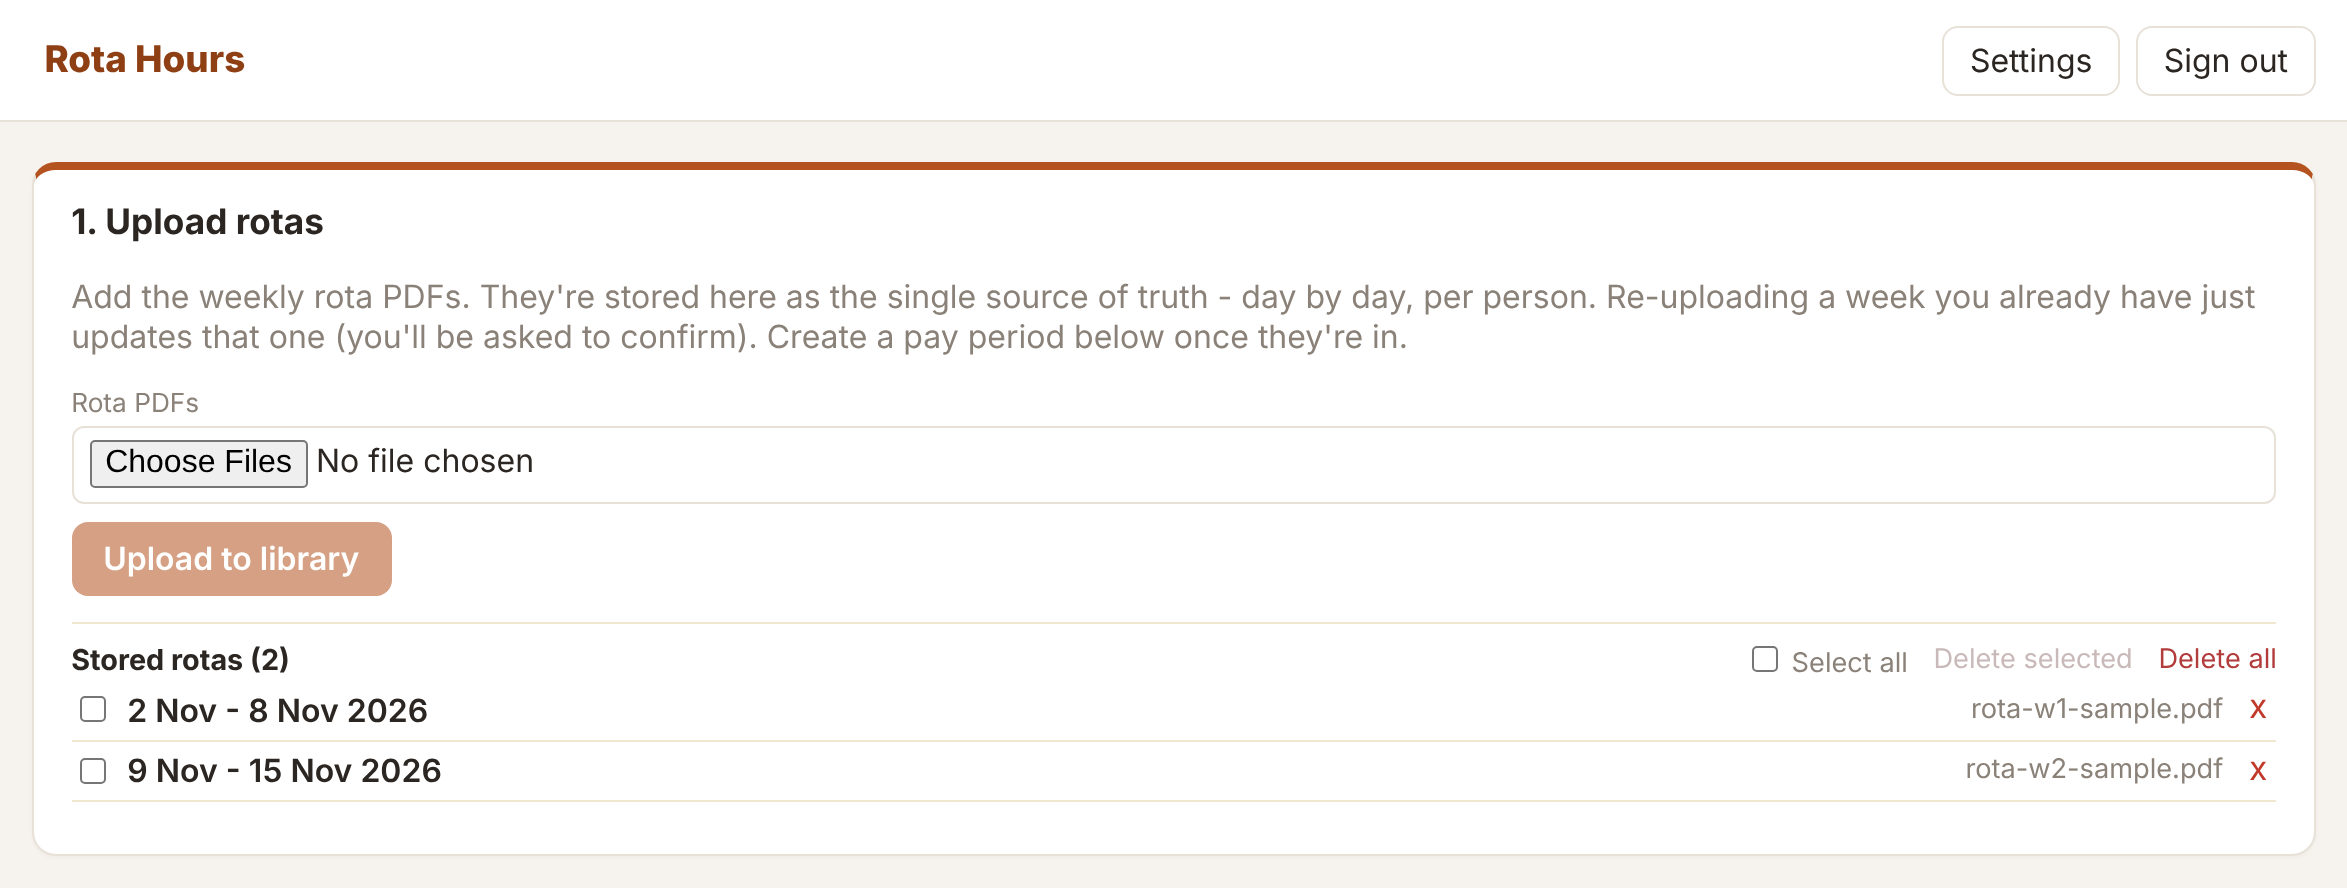 Rota Hours
Settings
Sign out
1. Upload rotas
Add the weekly rota PDFs. They're stored here as the single source of truth - day by day, per person. Re-uploading a week you already have just
updates that one (you'll be asked to confirm). Create a pay period below once they're in.
Rota PDFs
Choose Files No file chosen
Upload to library
Stored rotas (2)
Select all Delete selected Delete all
2 Nov - 8 Nov 2026 rota-w1-sample.pdf X
9 Nov - 15 Nov 2026 rota-w2-sample.pdf X